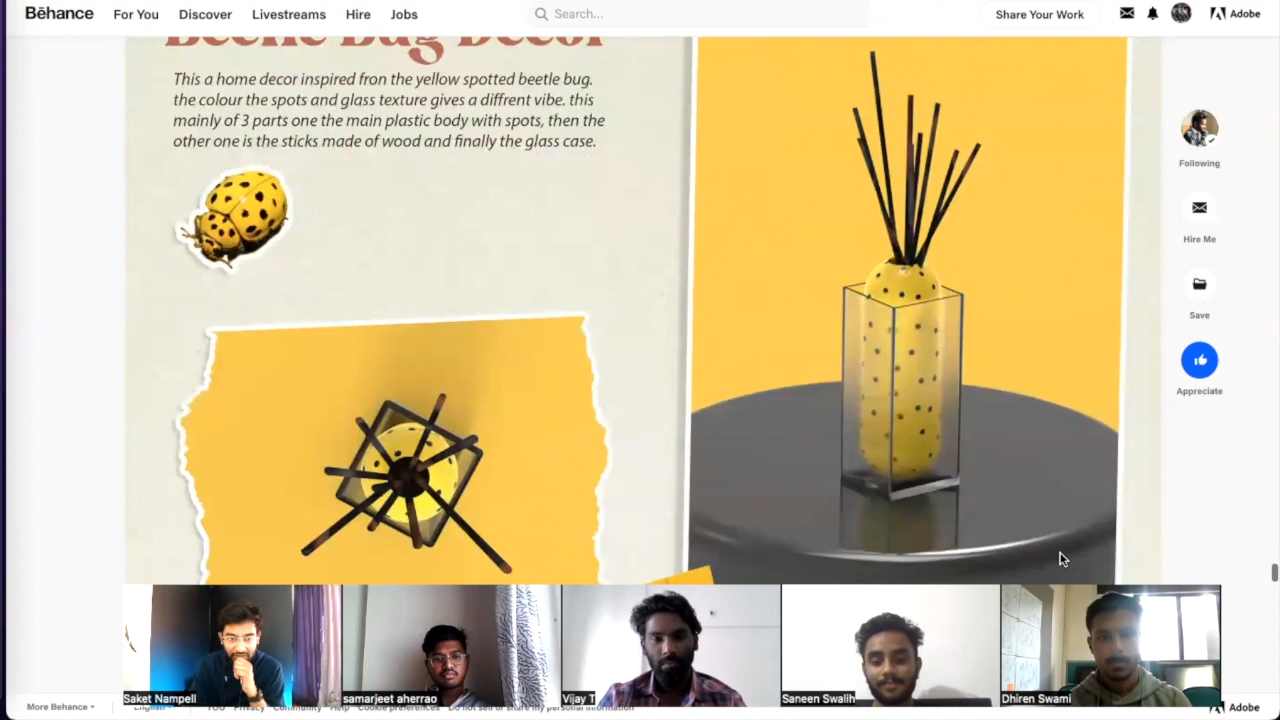 Bēhance
For You
Discover
Livestreams
Hire
Jobs
Search...
Share Your Work
Adobe
Beetle Bug Decor
This a home decor inspired fron the yellow spotted beetle bug.
the colour the spots and glass texture gives a diffrent vibe. this
mainly of 3 parts one the main plastic body with spots, then the
other one is the sticks made of wood and finally the glass case.
Following
Hire Me
Save
Appreciate
Saket Nampell
samarjeet aherrao
Vijay T
Saneen Swalih
Dhiren Swami
More Behance
English
TOU
Privacy
Community
Help
Cookie preferences
Do not sell or share my personal information
Adobe